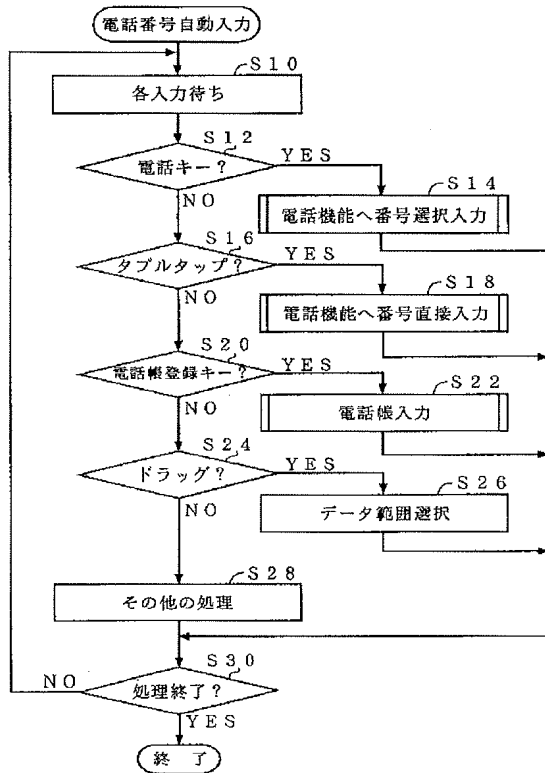 電話番号自動入力
S10
各入力待ち
S12
電話キー?
YES
NO
S14
電話機能へ番号選択入力
S16
タブルタップ?
YES
NO
S18
電話機能へ番号直接入力
S20
電話帳登録キー?
YES
NO
S22
電話帳入力
S24
ドラッグ?
YES
NO
S26
データ範囲選択
S28
その他の処理
S30
処理終了?
NO
YES
終 了